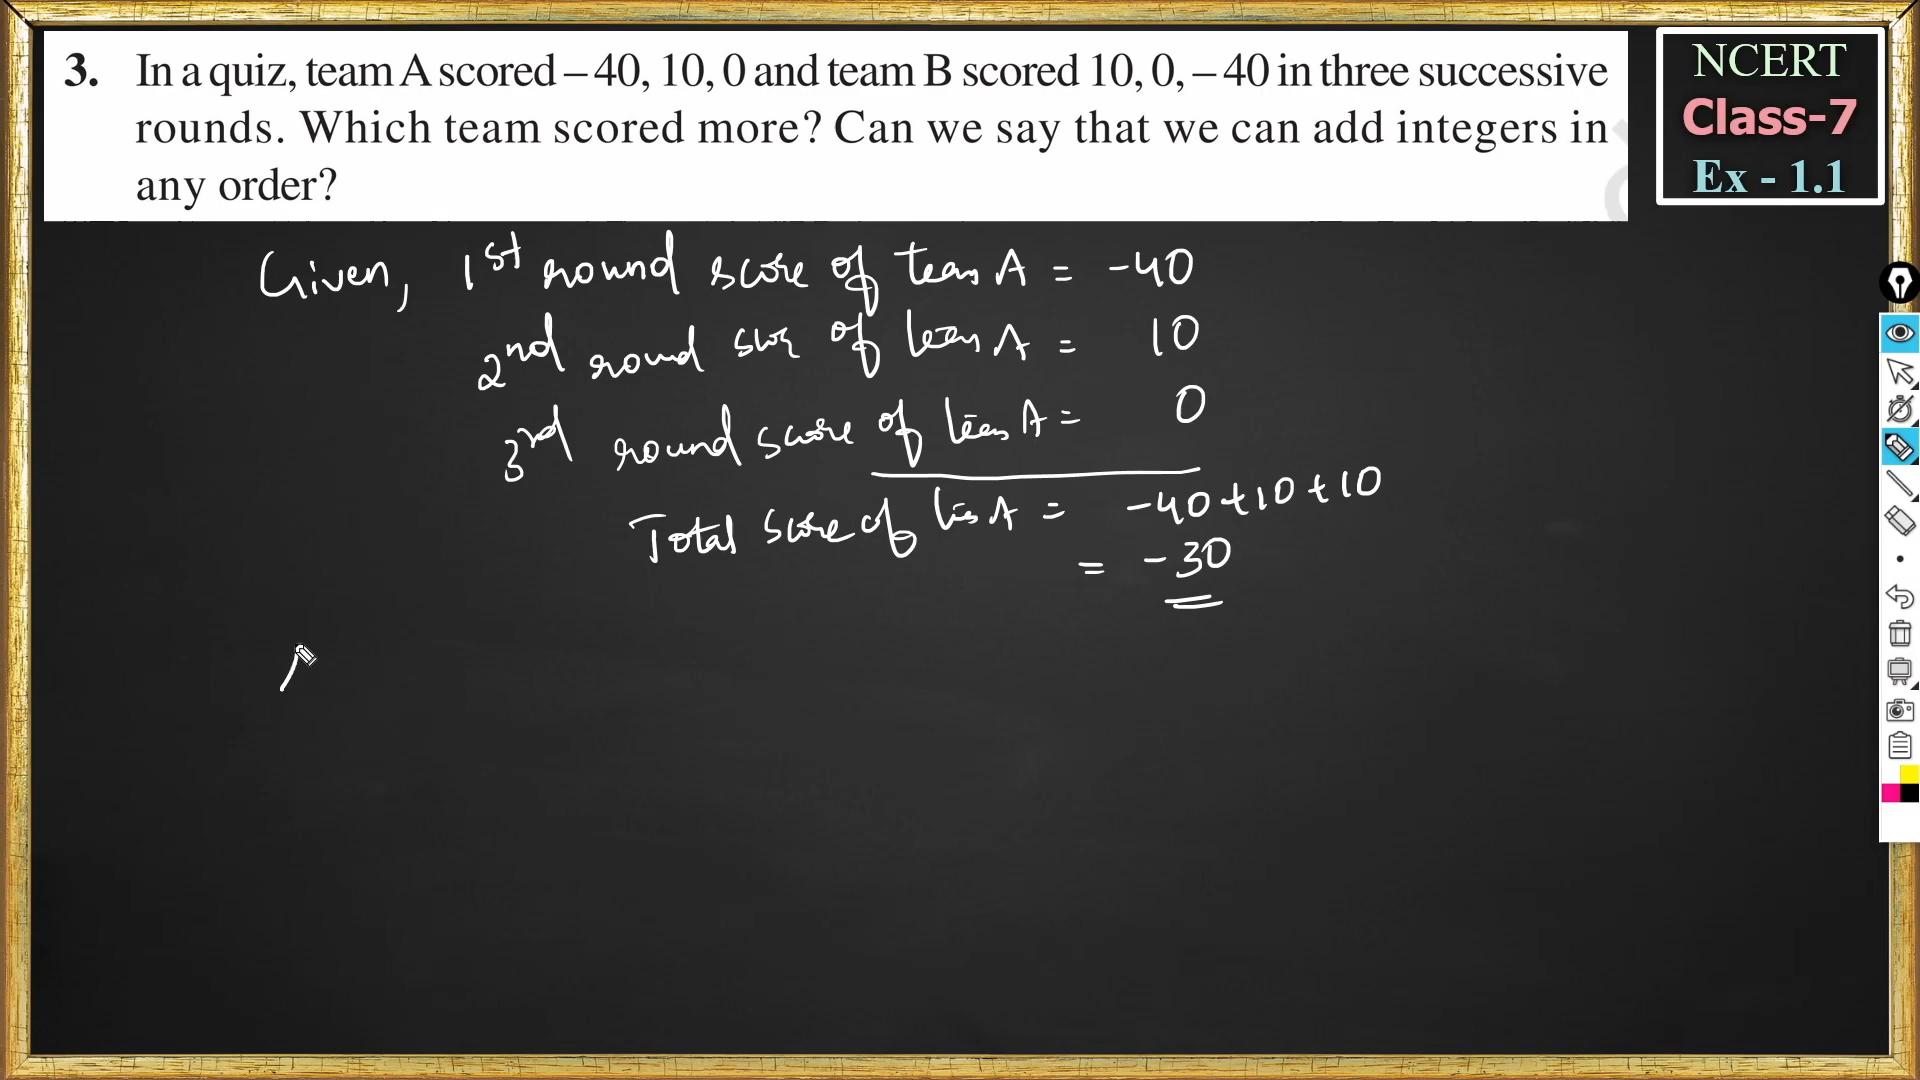 3. In a quiz, team A scored – 40, 10, 0 and team B scored 10, 0, – 40 in three successive
rounds. Which team scored more? Can we say that we can add integers in
any order?
NCERT
Class-7
Ex - 1.1
Given, 1st round score of team A = -40
2nd round score of team A = 10
3rd round score of team A = 0
Total score of team A = -40+10+10
= -30